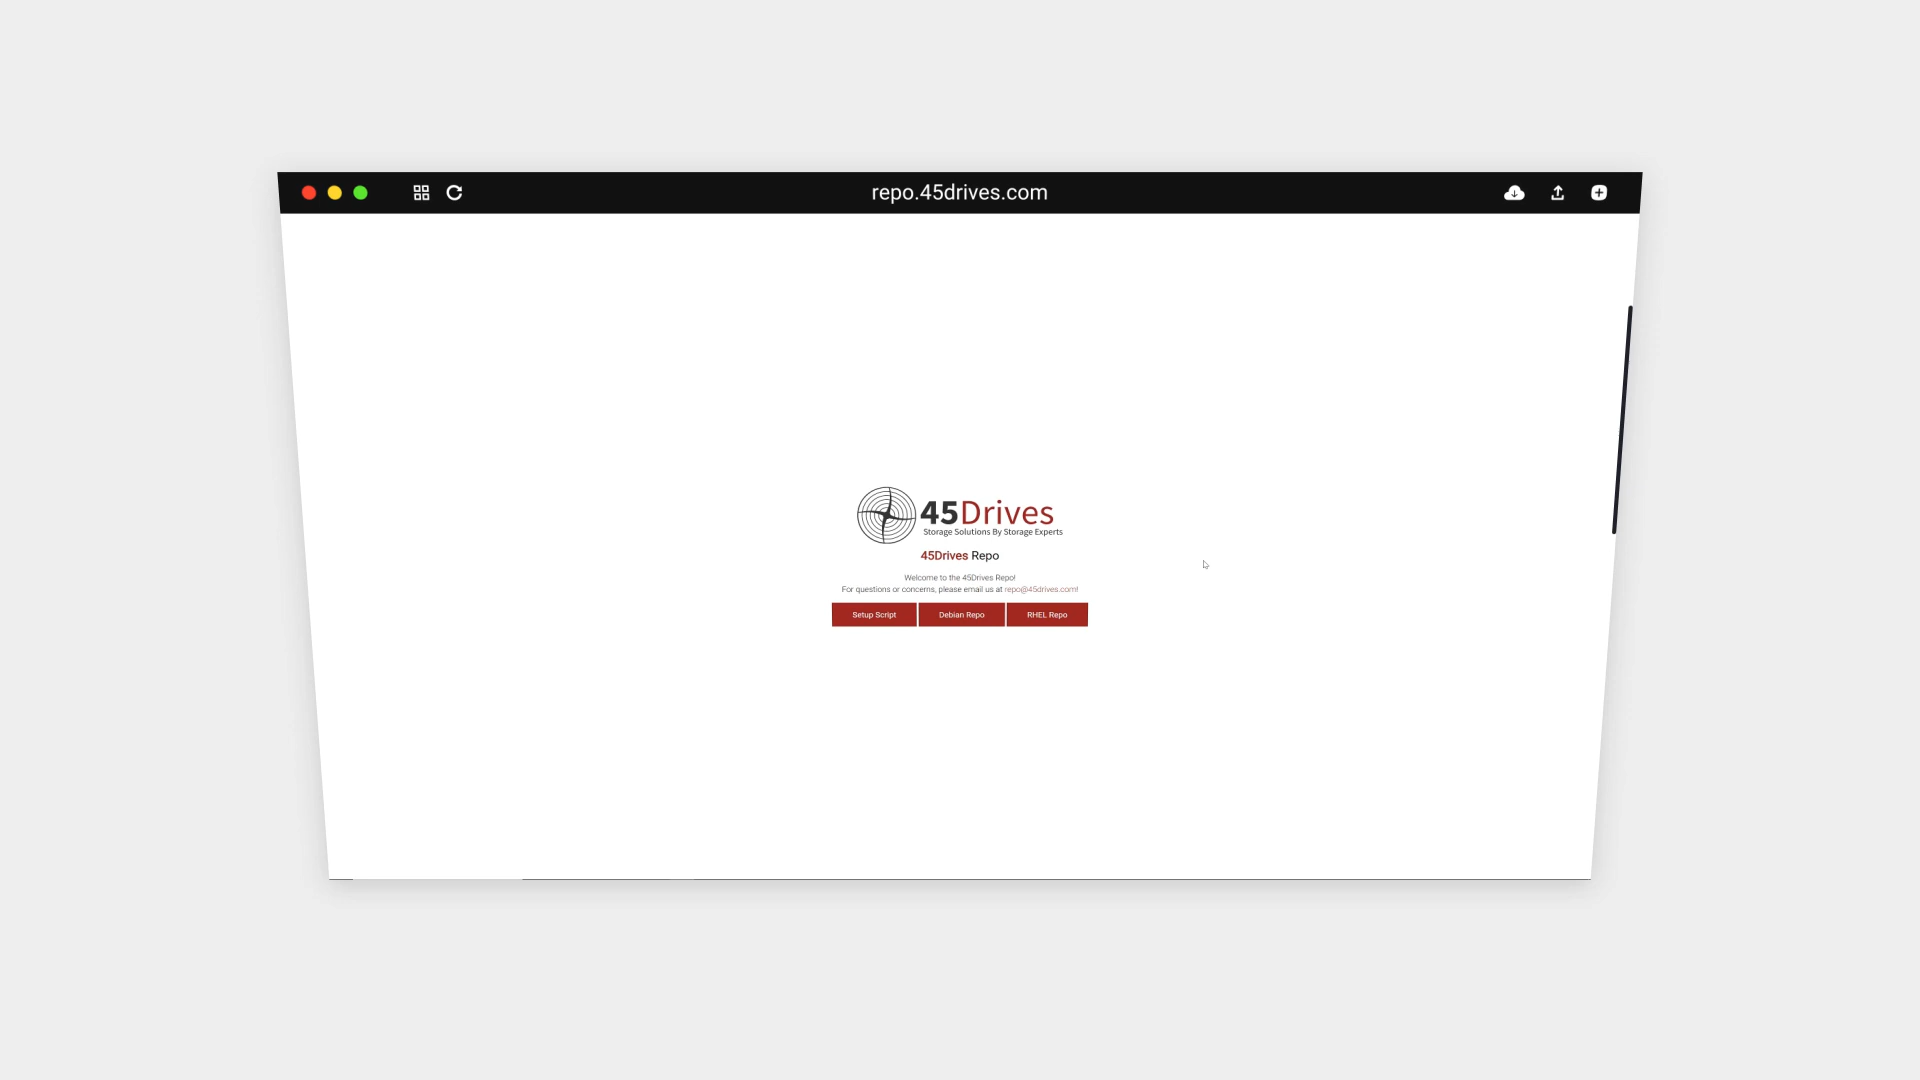 repo.45drives.com
45Drives
Storage Solutions By Storage Experts
45Drives Repo
Welcome to the 45Drives Repo!
For questions or concerns, please email us at repo@45drives.com!
Setup Script
Debian Repo
RHEL Repo